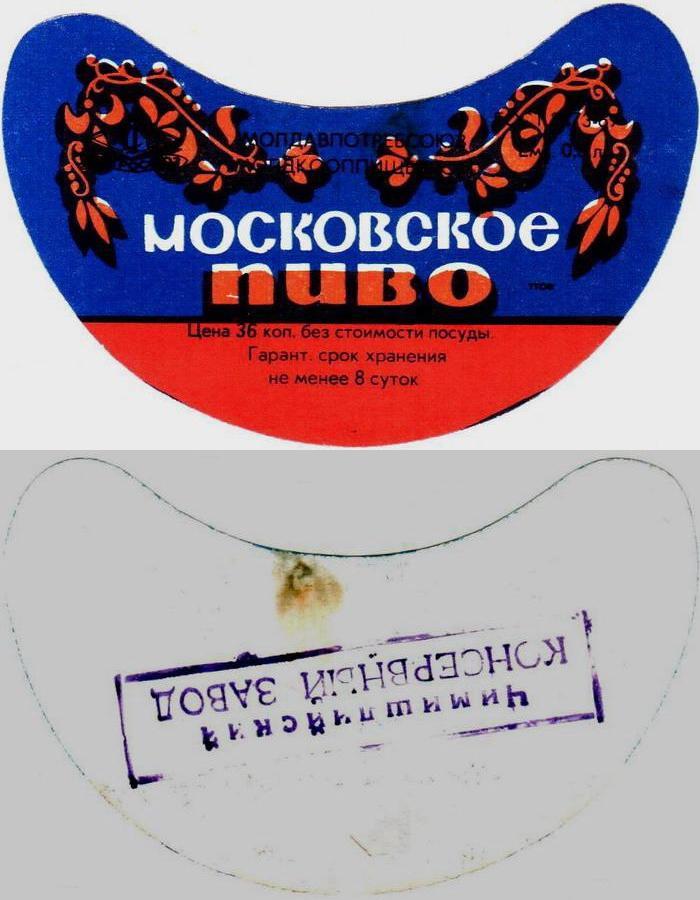 МОЛДАВПОТРЕБСОЮЗ
МОСКОВСКОЕ
ПИВО
Цена 36 коп. без стоимости посуды.
Гарант. срок хранения
не менее 8 суток
Чимишлийский
КОНСЕРВНЫЙ ЗАВОД